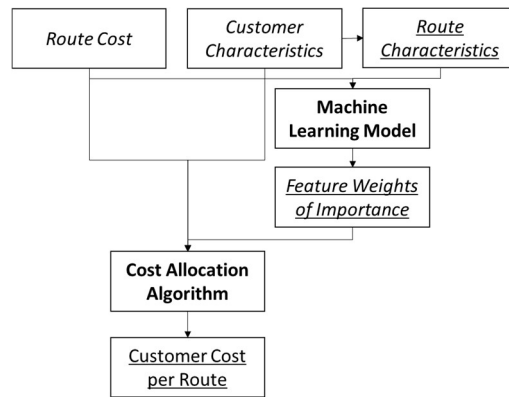 Route Cost
Customer
Characteristics
Route
Characteristics
Machine
Learning Model
Feature Weights
of Importance
Cost Allocation
Algorithm
Customer Cost
per Route